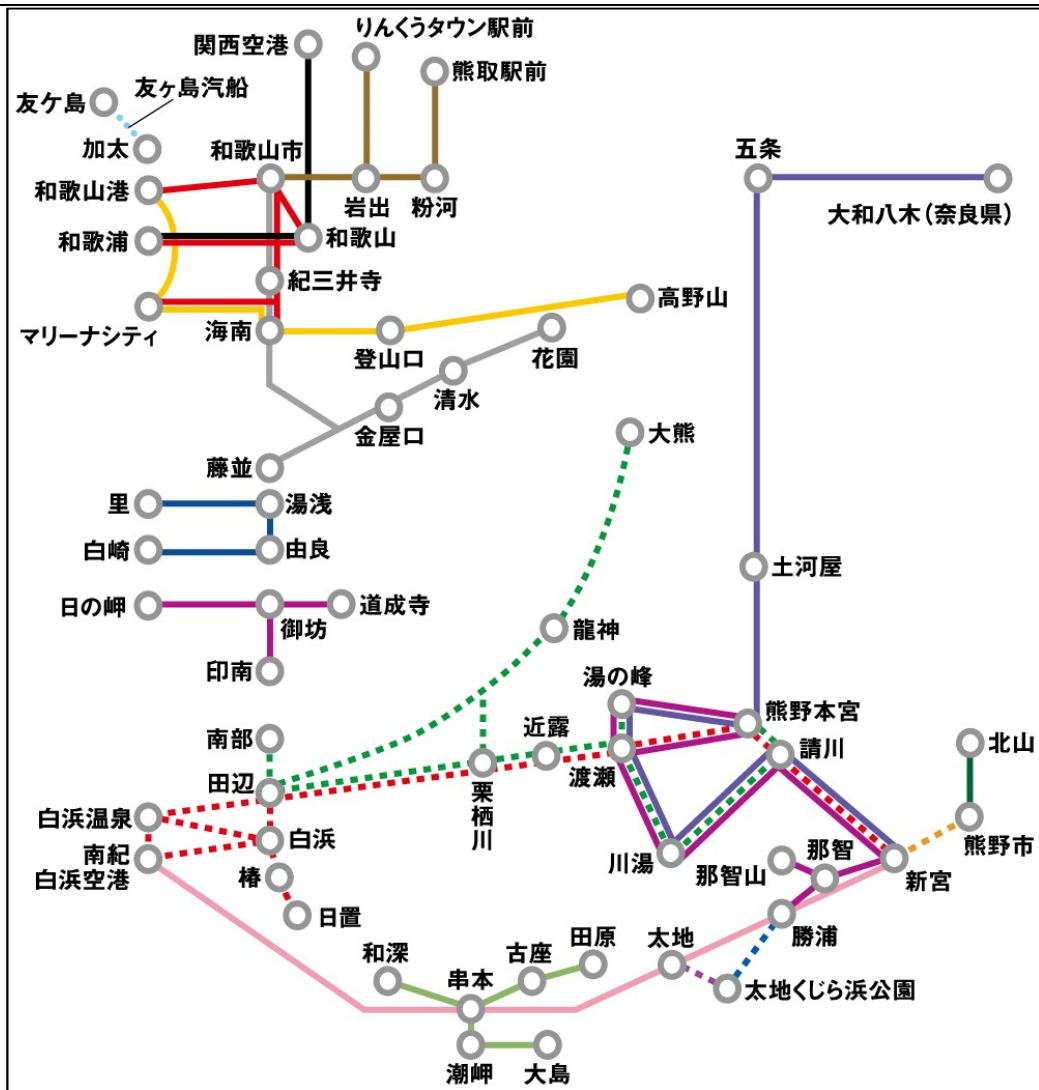 りんくうタウン駅前
関西空港
熊取駅前
友ヶ島汽船
友ケ島
加太
和歌山市
五条
和歌山港
岩出
粉河
大和八木（奈良県）
和歌浦
和歌山
紀三井寺
高野山
マリーナシティ
海南
登山口
花園
清水
金屋口
大熊
藤並
里
湯浅
白崎
由良
土河屋
日の岬
御坊
道成寺
龍神
印南
湯の峰
熊野本宮
南部
近露
請川
北山
田辺
渡瀬
栗栖川
白浜温泉
白浜
南紀
白浜空港
川湯
那智
那智山
熊野市
新宮
椿
日置
勝浦
和深
古座
田原
太地
串本
太地くじら浜公園
潮岬
大島